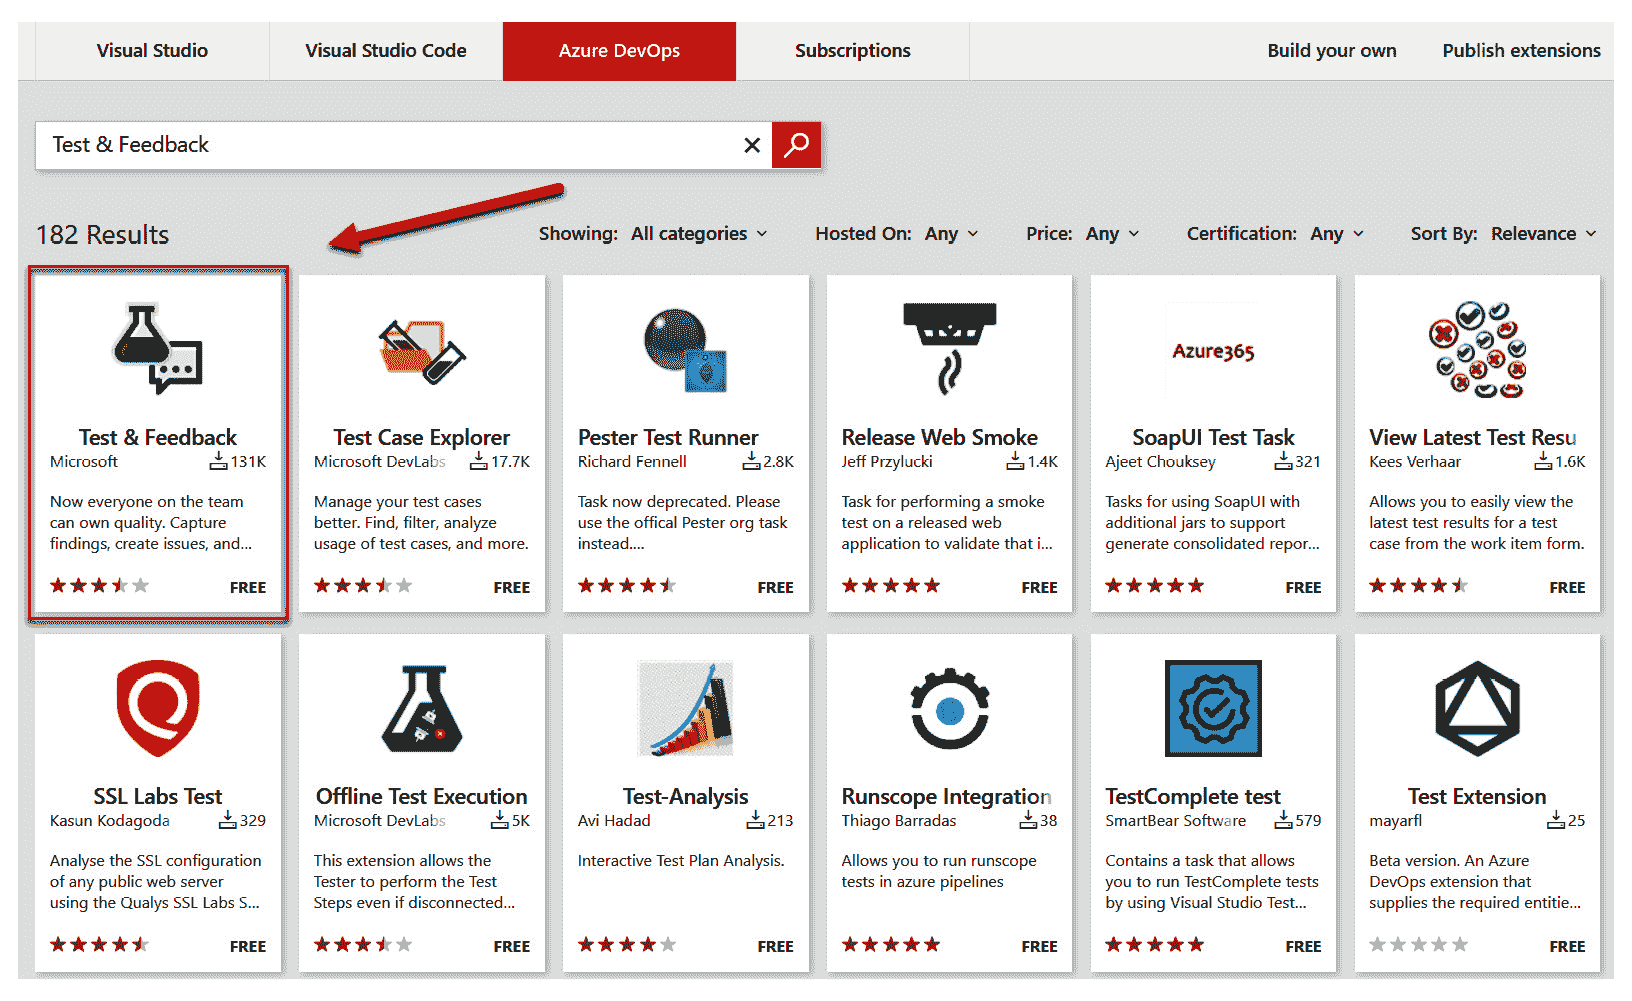 Visual Studio
Visual Studio Code
Azure DevOps
Subscriptions
Build your own
Publish extensions
Test & Feedback
182 Results
Showing: All categories
Hosted On: Any
Price: Any
Certification: Any
Sort By: Relevance
Test & Feedback
Microsoft 131K
Now everyone on the team
can own quality. Capture
findings, create issues, and...
FREE
Test Case Explorer
Microsoft DevLabs 17.7K
Manage your test cases
better. Find, filter, analyze
usage of test cases, and more.
FREE
Pester Test Runner
Richard Fennell 2.8K
Task now deprecated. Please
use the offical Pester org task
instead....
FREE
Release Web Smoke
Jeff Przylucki 1.4K
Task for performing a smoke
test on a released web
application to validate that i...
FREE
Azure365
SoapUI Test Task
Ajeet Chouksey 321
Tasks for using SoapUI with
additional jars to support
generate consolidated repor...
FREE
View Latest Test Resu
Kees Verhaar 1.6K
Allows you to easily view the
latest test results for a test
case from the work item form.
FREE
SSL Labs Test
Kasun Kodagoda 329
Analyse the SSL configuration
of any public web server
using the Qualys SSL Labs S...
FREE
Offline Test Execution
Microsoft DevLabs 5K
This extension allows the
Tester to perform the Test
Steps even if disconnected...
FREE
Test-Analysis
Avi Hadad 213
Interactive Test Plan Analysis.
FREE
Runscope Integration
Thiago Barradas 38
Allows you to run runscope
tests in azure pipelines
FREE
TestComplete test
SmartBear Software 579
Contains a task that allows
you to run TestComplete tests
by using Visual Studio Test...
FREE
Test Extension
mayarfl 25
Beta version. An Azure
DevOps extension that
supplies the required entitie...
FREE